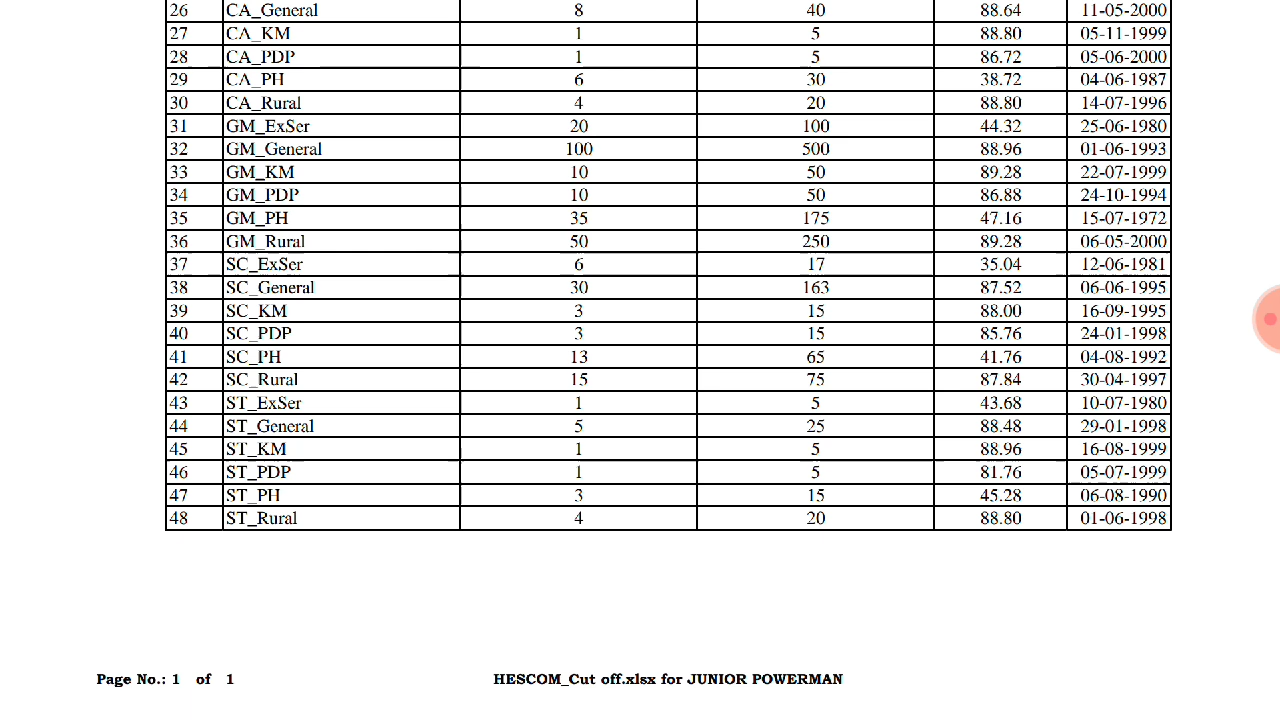 26 CA_General 8 40 88.64 11-05-2000
27 CA_KM 1 5 88.80 05-11-1999
28 CA_PDP 1 5 86.72 05-06-2000
29 CA_PH 6 30 38.72 04-06-1987
30 CA_Rural 4 20 88.80 14-07-1996
31 GM_ExSer 20 100 44.32 25-06-1980
32 GM_General 100 500 88.96 01-06-1993
33 GM_KM 10 50 89.28 22-07-1999
34 GM_PDP 10 50 86.88 24-10-1994
35 GM_PH 35 175 47.16 15-07-1972
36 GM_Rural 50 250 89.28 06-05-2000
37 SC_ExSer 6 17 35.04 12-06-1981
38 SC_General 30 163 87.52 06-06-1995
39 SC_KM 3 15 88.00 16-09-1995
40 SC_PDP 3 15 85.76 24-01-1998
41 SC_PH 13 65 41.76 04-08-1992
42 SC_Rural 15 75 87.84 30-04-1997
43 ST_ExSer 1 5 43.68 10-07-1980
44 ST_General 5 25 88.48 29-01-1998
45 ST_KM 1 5 88.96 16-08-1999
46 ST_PDP 1 5 81.76 05-07-1999
47 ST_PH 3 15 45.28 06-08-1990
48 ST_Rural 4 20 88.80 01-06-1998
Page No.: 1 of 1 HESCOM_Cut off.xlsx for JUNIOR POWERMAN